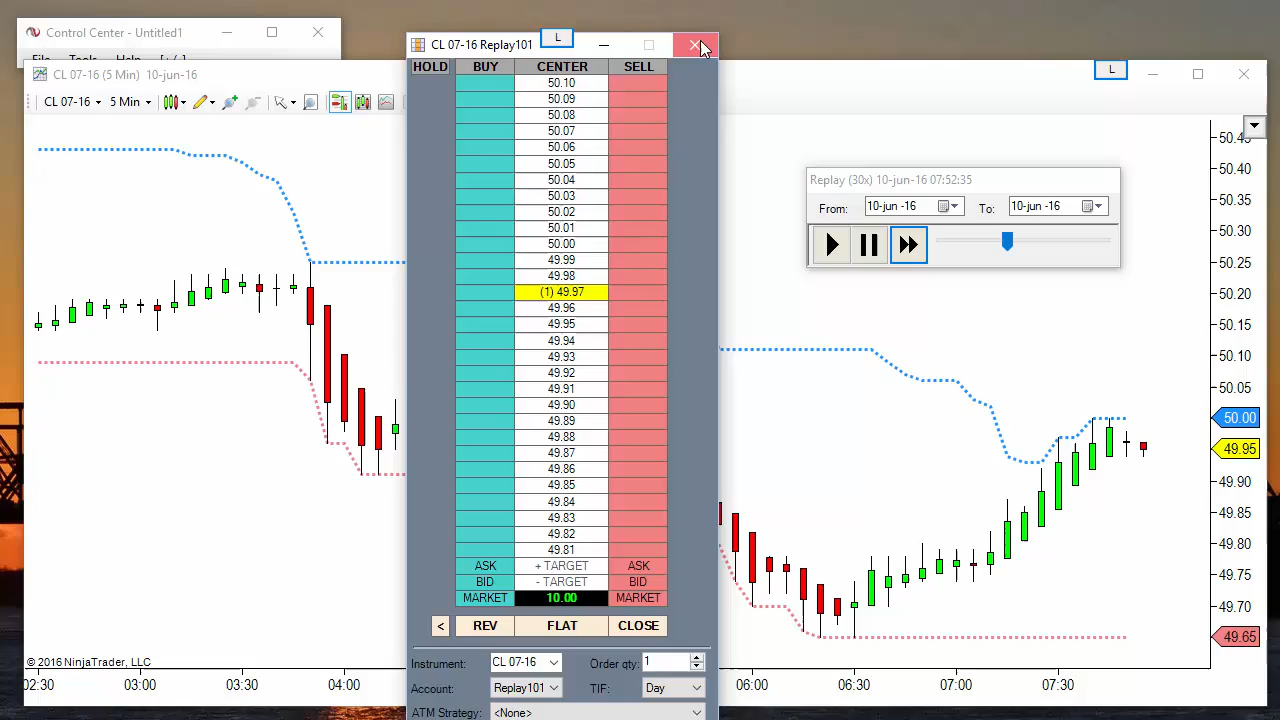 Control Center - Untitled1
File Tools Help
CL 07-16 (5 Min) 10-jun-16
L
CL 07-16 5 Min
CL 07-16 Replay101
L
HOLD BUY CENTER SELL
50.10
50.09
50.08
50.07
50.06
50.05
50.04
50.03
50.02
50.01
50.00
49.99
49.98
(1) 49.97
49.96
49.95
49.94
49.93
49.92
49.91
49.90
49.89
49.88
49.87
49.86
49.85
49.84
49.83
49.82
49.81
ASK + TARGET ASK
BID - TARGET BID
MARKET 10.00 MARKET
< REV FLAT CLOSE
Instrument: CL 07-16 Order qty: 1
Account: Replay101 TIF: Day
ATM Strategy: <None>
Replay (30x) 10-jun-16 07:52:35
From: 10-jun -16 To: 10-jun -16
50.40
50.35
50.30
50.25
50.20
50.15
50.10
50.05
50.00
49.95
49.90
49.85
49.80
49.75
49.70
49.65
© 2016 NinjaTrader, LLC
02:30 03:00 03:30 04:00 06:00 06:30 07:00 07:30